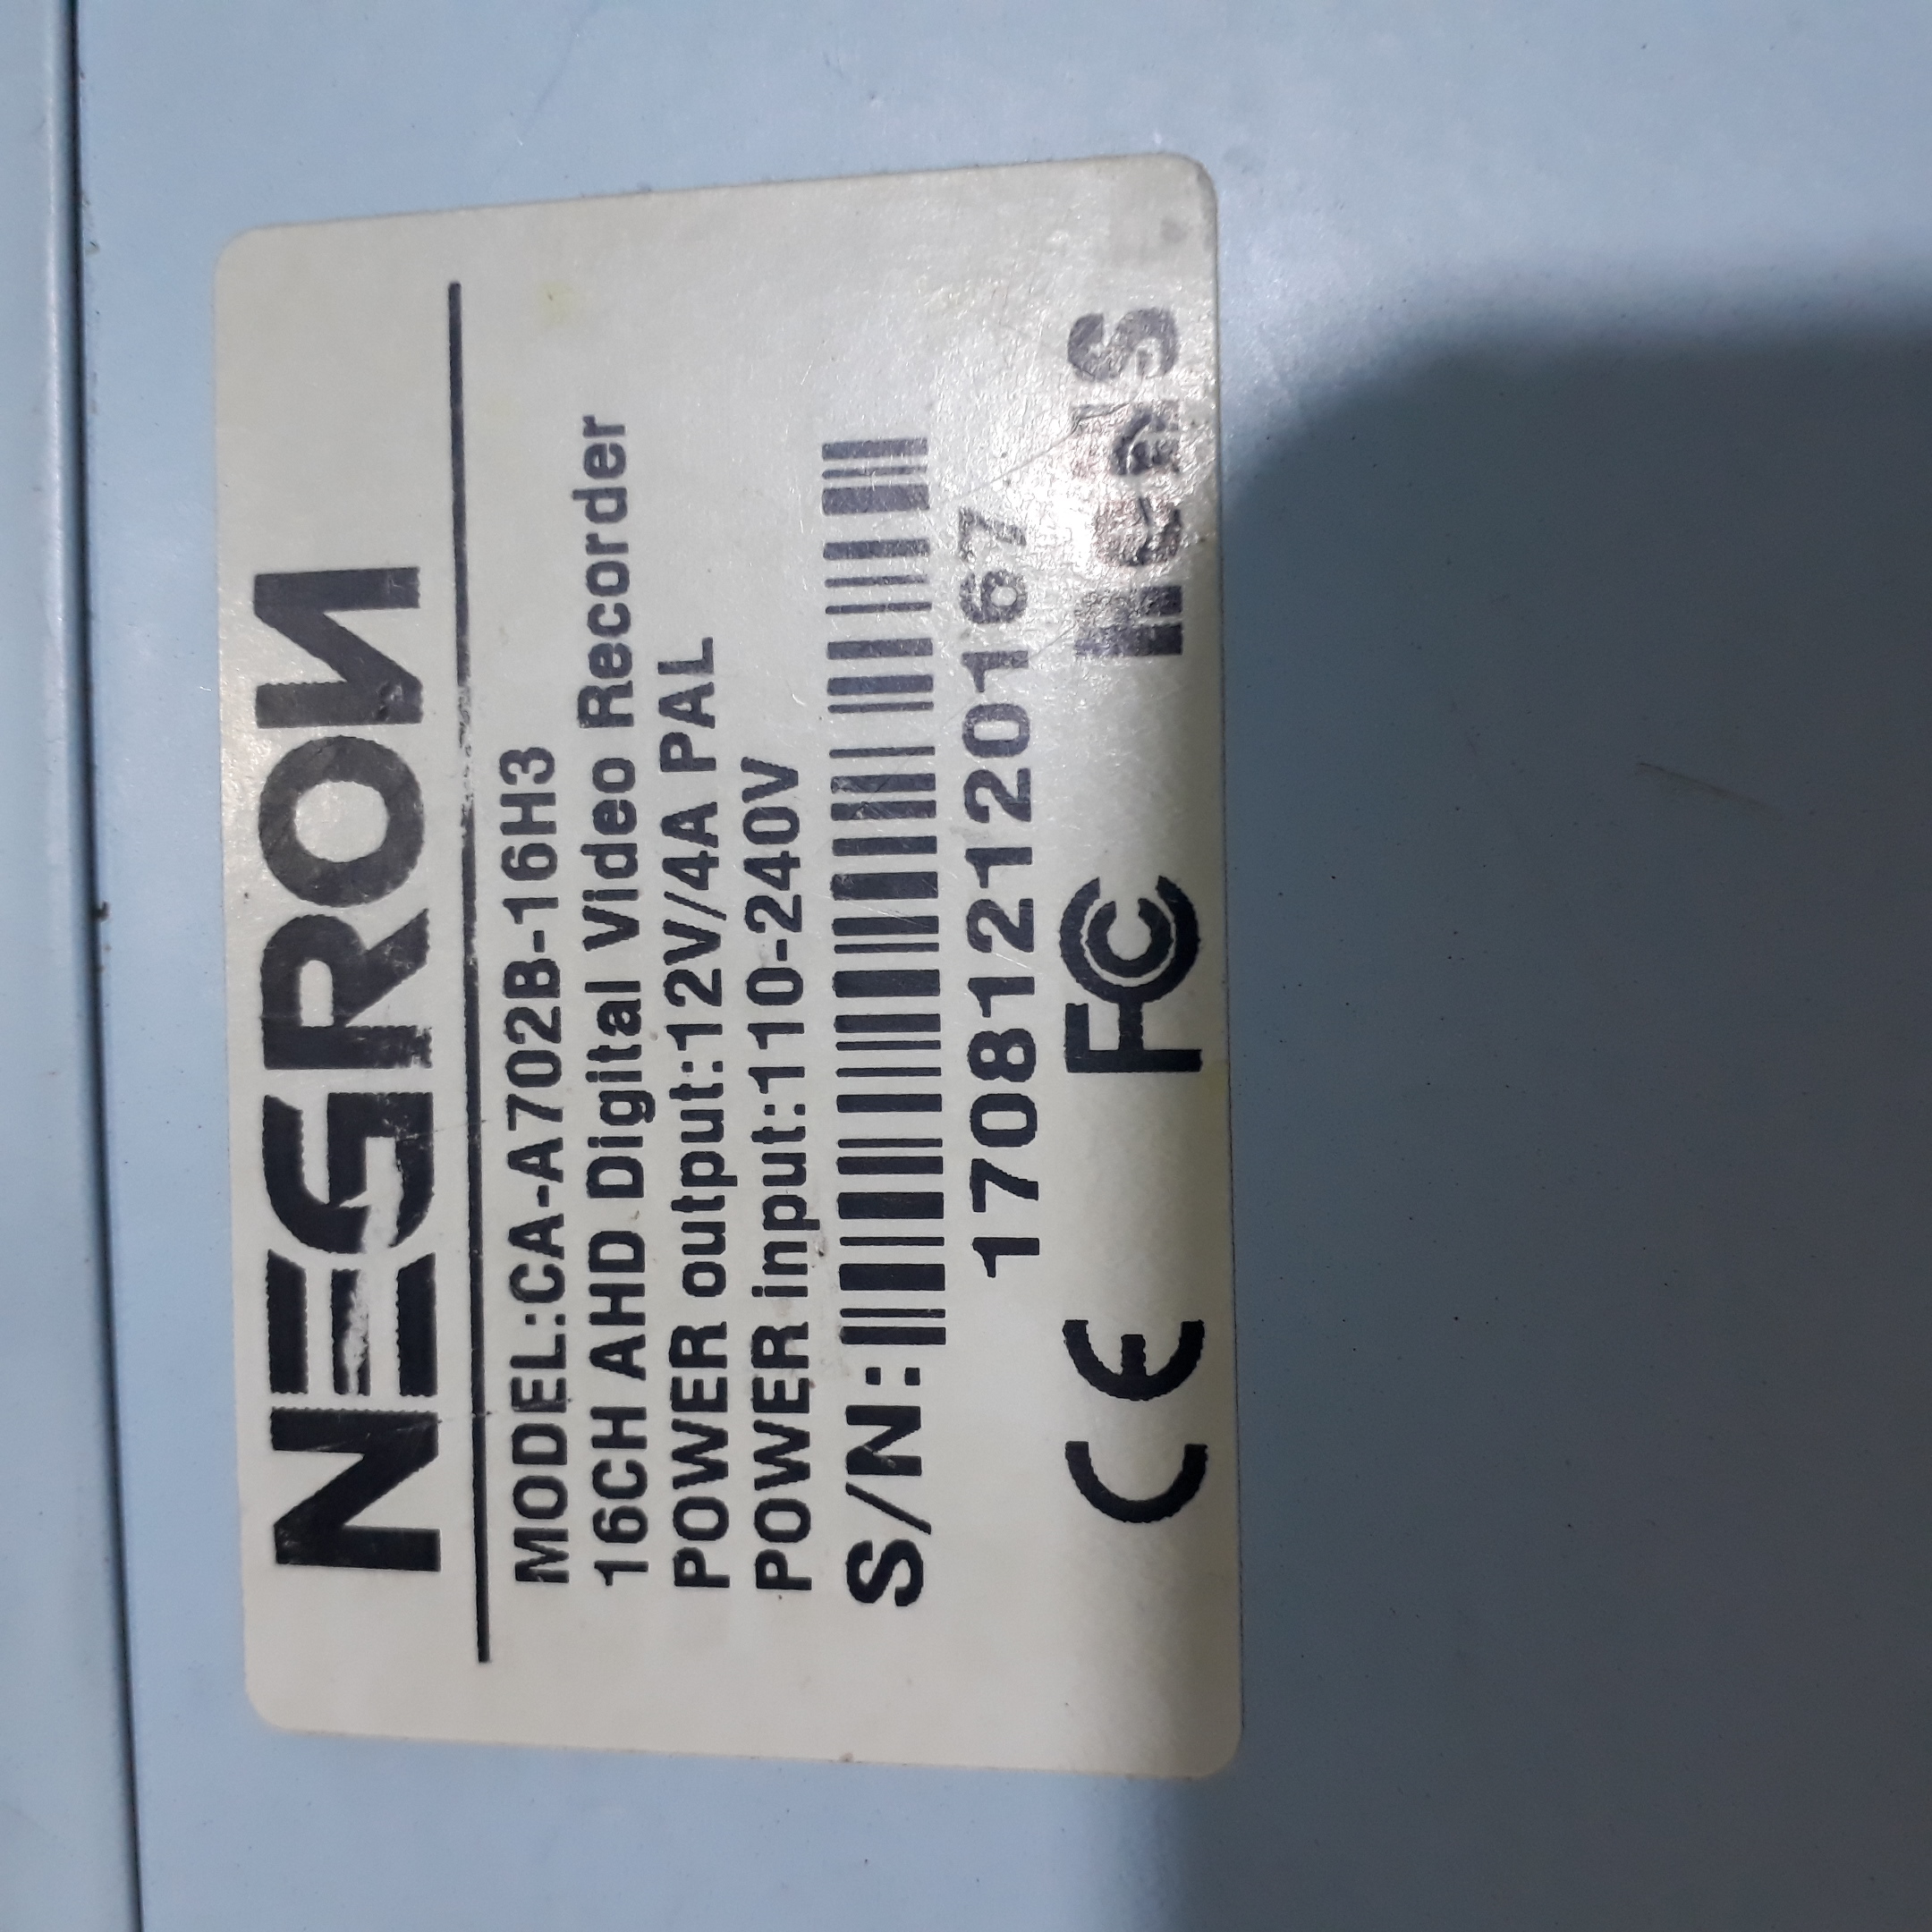 NEGRON
MODEL:CA-A702B-16H3
16CH AHD Digital Video Recorder
POWER output:12V/4A PAL
POWER input:110-240V
S/N:
170812120167
CE FC